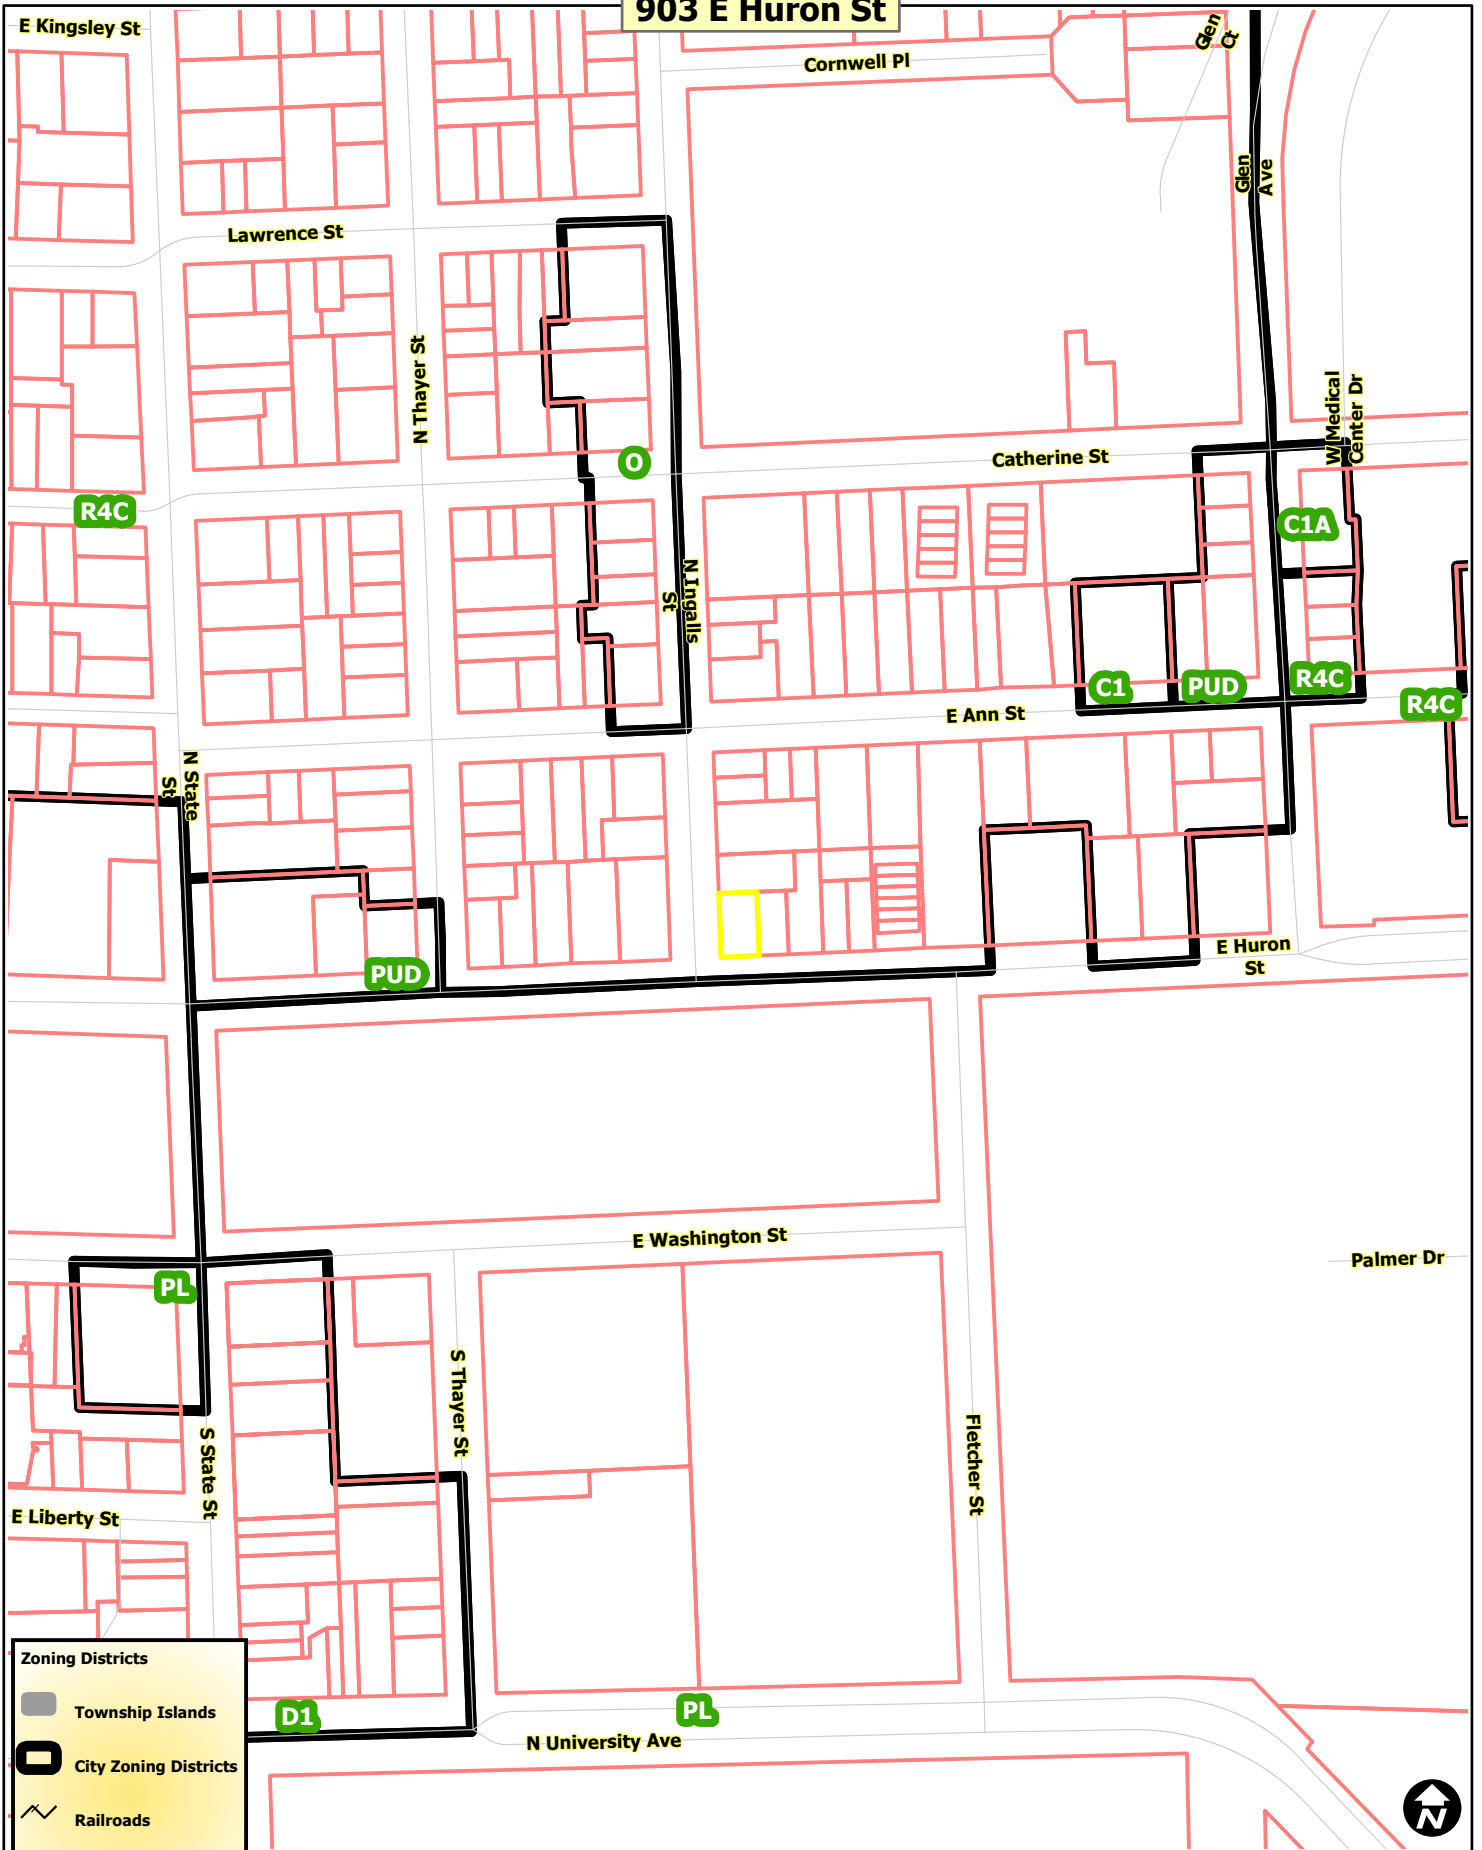 903 E Huron St
E Kingsley St
Glen
Ct
Cornwell Pl
Glen
Ave
Lawrence St
N Thayer St
W Medical
Center Dr
O
Catherine St
R4C
C1A
N Ingalls
St
C1
PUD
R4C
R4C
E Ann St
N State
St
E Huron
St
PUD
E Washington St
Palmer Dr
PL
S Thayer St
S State St
Fletcher St
E Liberty St
Zoning Districts
Township Islands
City Zoning Districts
Railroads
D1
PL
N University Ave
N